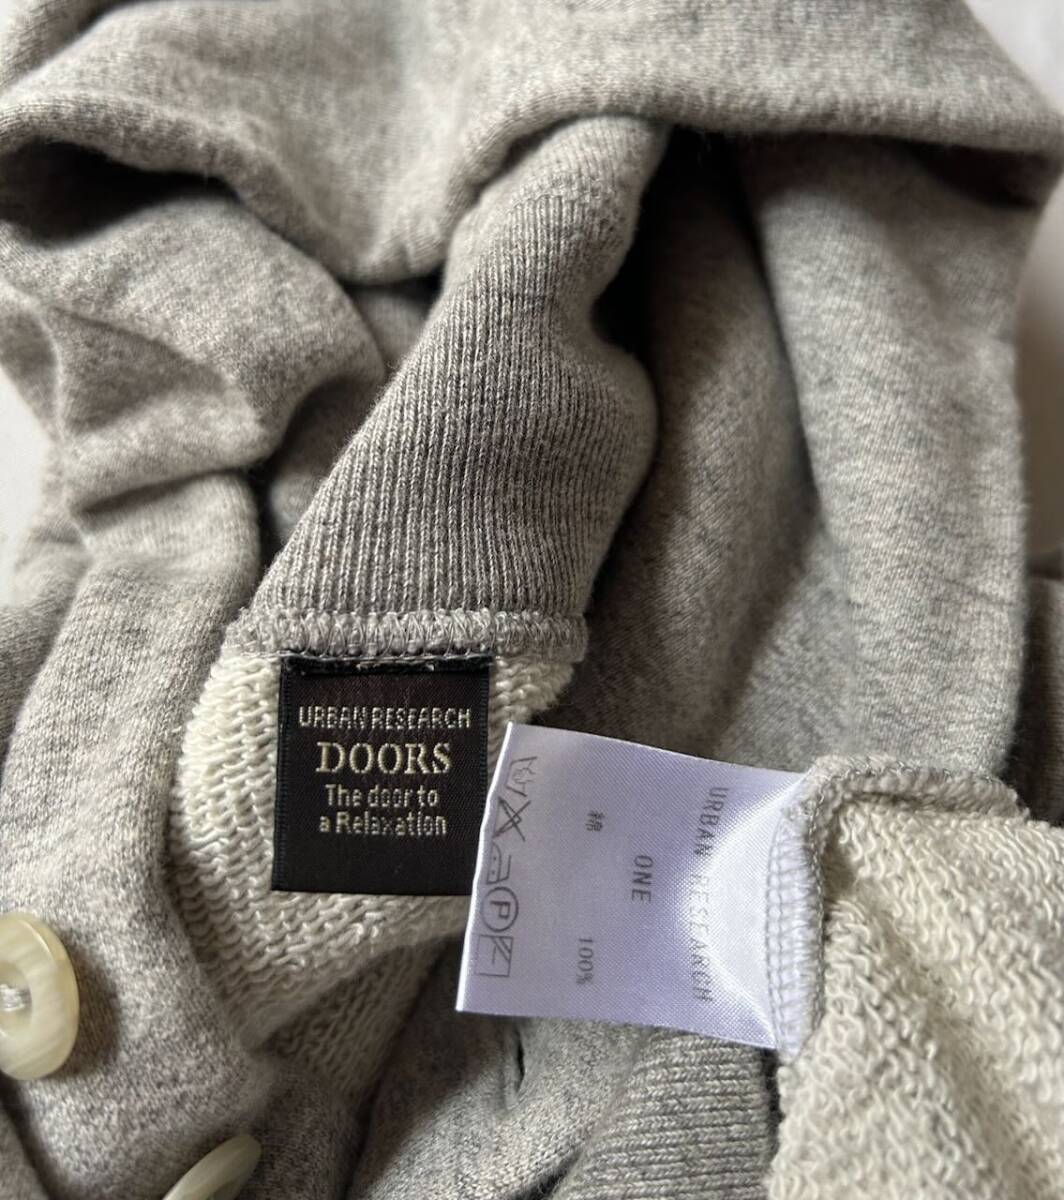 URBAN RESEARCH
DOORS
The door to
a Relaxation
URBAN RESEARCH
ONE
綿 100%
P